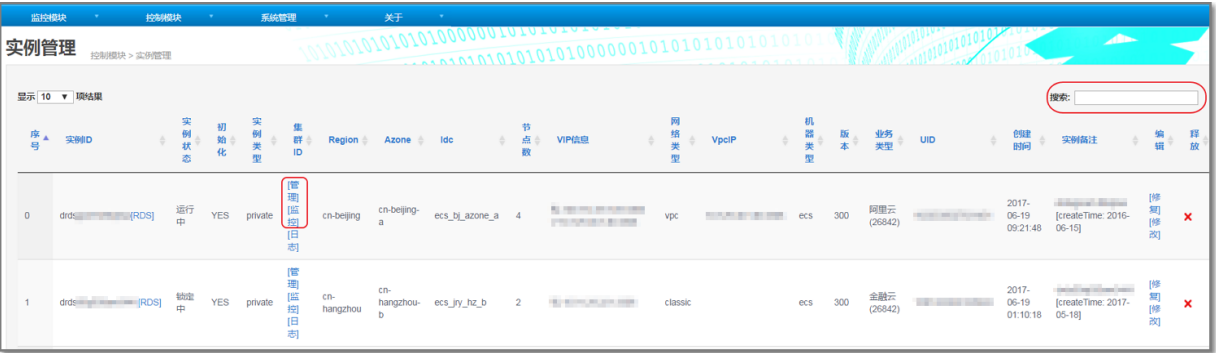 监控模块 控制模块 系统管理 关于
实例管理 控制模块 > 实例管理
显示 10 项结果 搜索:
序号 实例ID 实例状态 初始化 实例类型 集群ID Region Azone Idc 节点数 VIP信息 网络类型 VpcIP 机器类型 版本 业务类型 UID 创建时间 实例备注 编辑 释放
0 drds [RDS] 运行中 YES private [管理][监控][日志] cn-beijing cn-beijing-a ecs_bj_azone_a 4 vpc ecs 300 阿里云(26842) 2017-06-19 09:21:48 [createTime: 2016-06-15] [修复][修改]
1 drds [RDS] 锁定中 YES private [管理][监控][日志] cn-hangzhou cn-hangzhou-b ecs_jry_hz_b 2 classic ecs 300 金融云(26842) 2017-06-19 01:10:18 [createTime: 2017-05-18] [修复][修改]